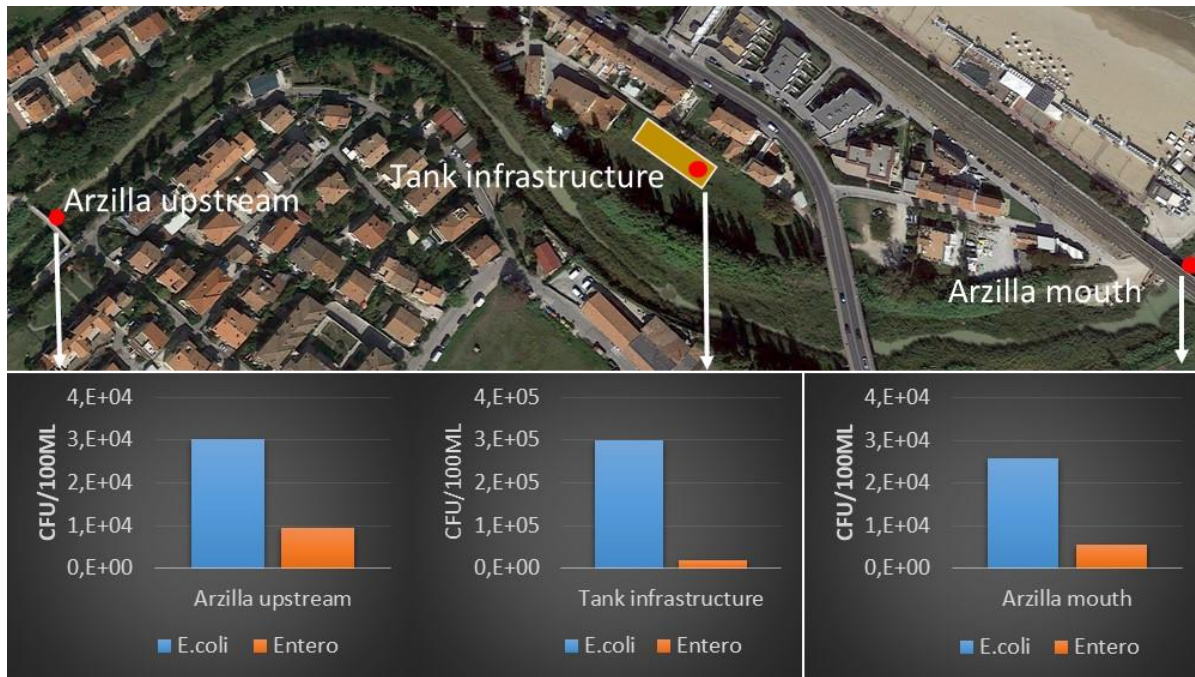 Arzilla upstream
Tank infrastructure
Arzilla mouth
CFU/100ML
4,E+04
3,E+04
2,E+04
1,E+04
0,E+00
Arzilla upstream
E.coli Entero
CFU/100ML
4,E+05
3,E+05
2,E+05
1,E+05
0,E+00
Tank infrastructure
E.coli Entero
CFU/100ML
4,E+04
3,E+04
2,E+04
1,E+04
0,E+00
Arzilla mouth
E.coli Entero